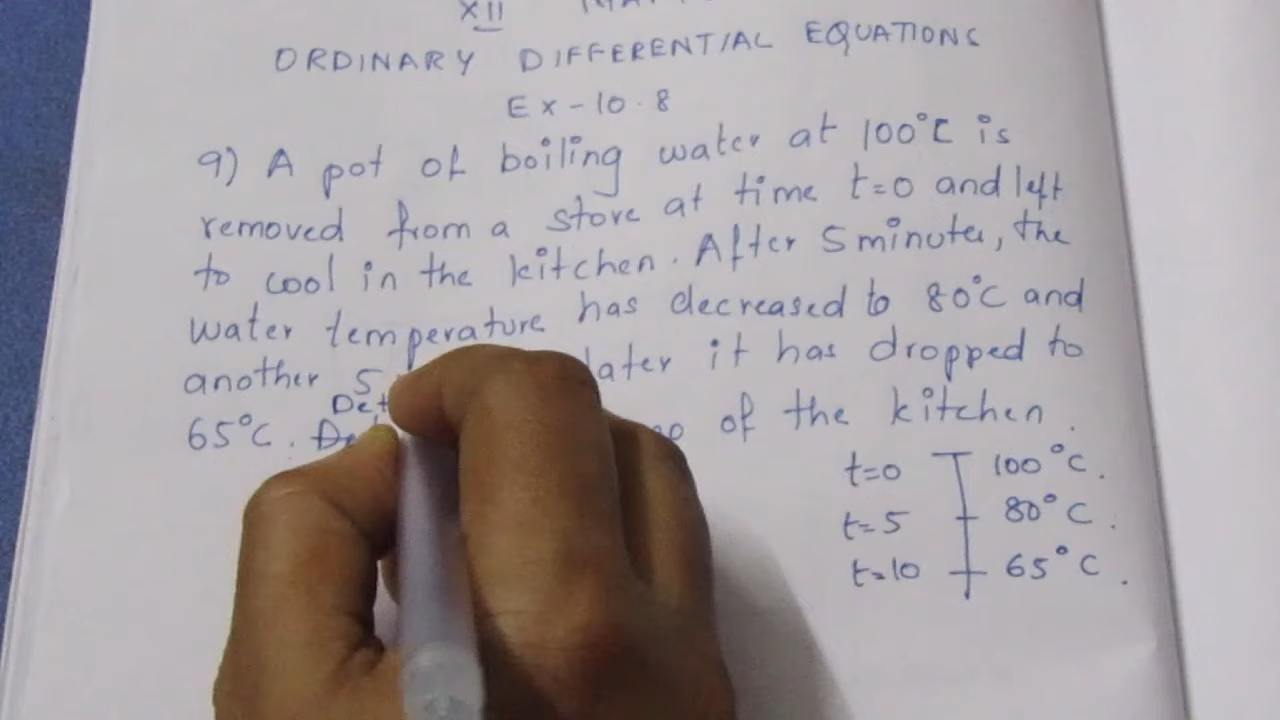 XII
ORDINARY DIFFERENTIAL EQUATIONS
Ex-10.8
9) A pot of boiling water at 100°C is
removed from a stove at time t=0 and left
to cool in the kitchen. After 5 minutes, the
water temperature has decreased to 80°C and
another 5 later it has dropped to
Det
65°C. of the kitchen.
t=0 100°C.
t=5 80°C.
t=10 65°C.